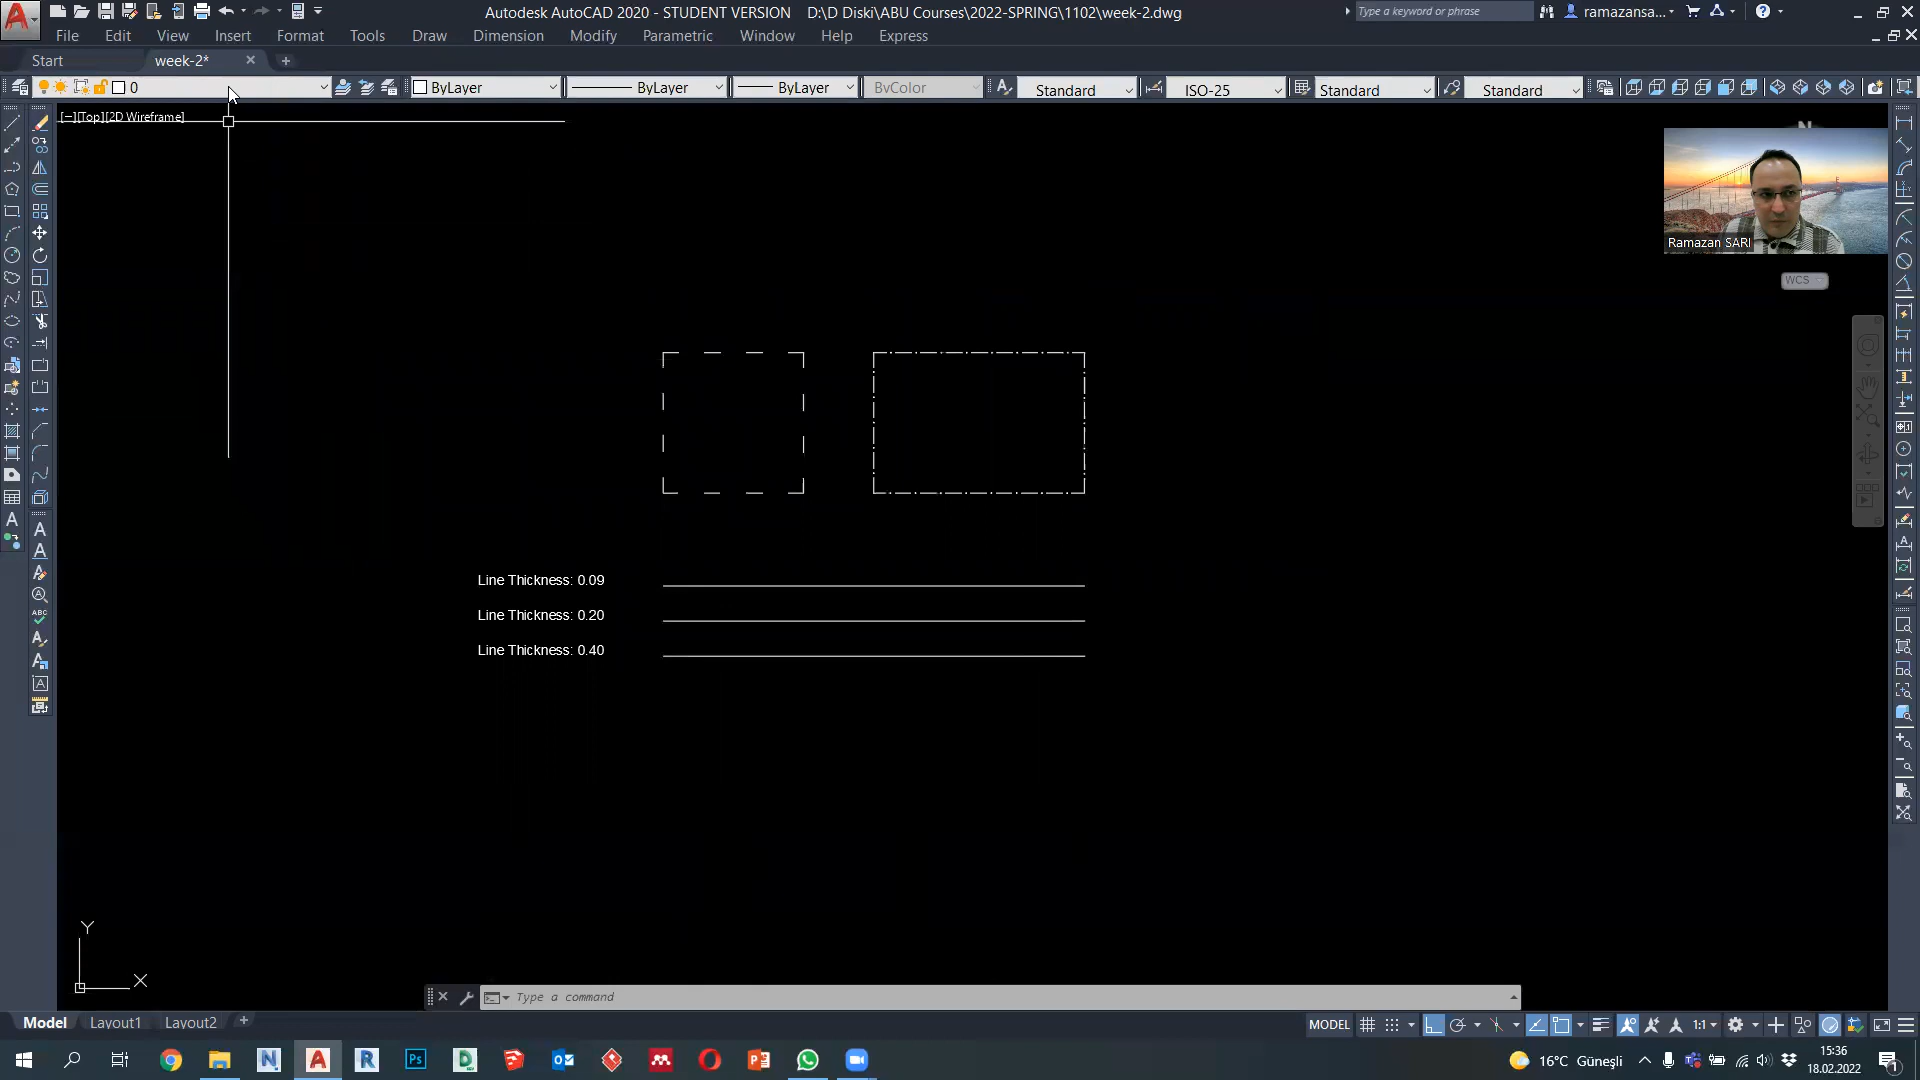 Autodesk AutoCAD 2020 - STUDENT VERSION D:\D Diski\ABU Courses\2022-SPRING\1102\week-2.dwg
Type a keyword or phrase
ramazansa...
File Edit View Insert Format Tools Draw Dimension Modify Parametric Window Help Express
Start week-2*
0 ByLayer ByLayer ByLayer ByColor Standard ISO-25 Standard Standard
[−][Top][2D Wireframe]
Ramazan SARI
WCS
Line Thickness: 0.09
Line Thickness: 0.20
Line Thickness: 0.40
Y
X
Type a command
Model Layout1 Layout2
MODEL 1:1
16°C Güneşli
15:36
18.02.2022